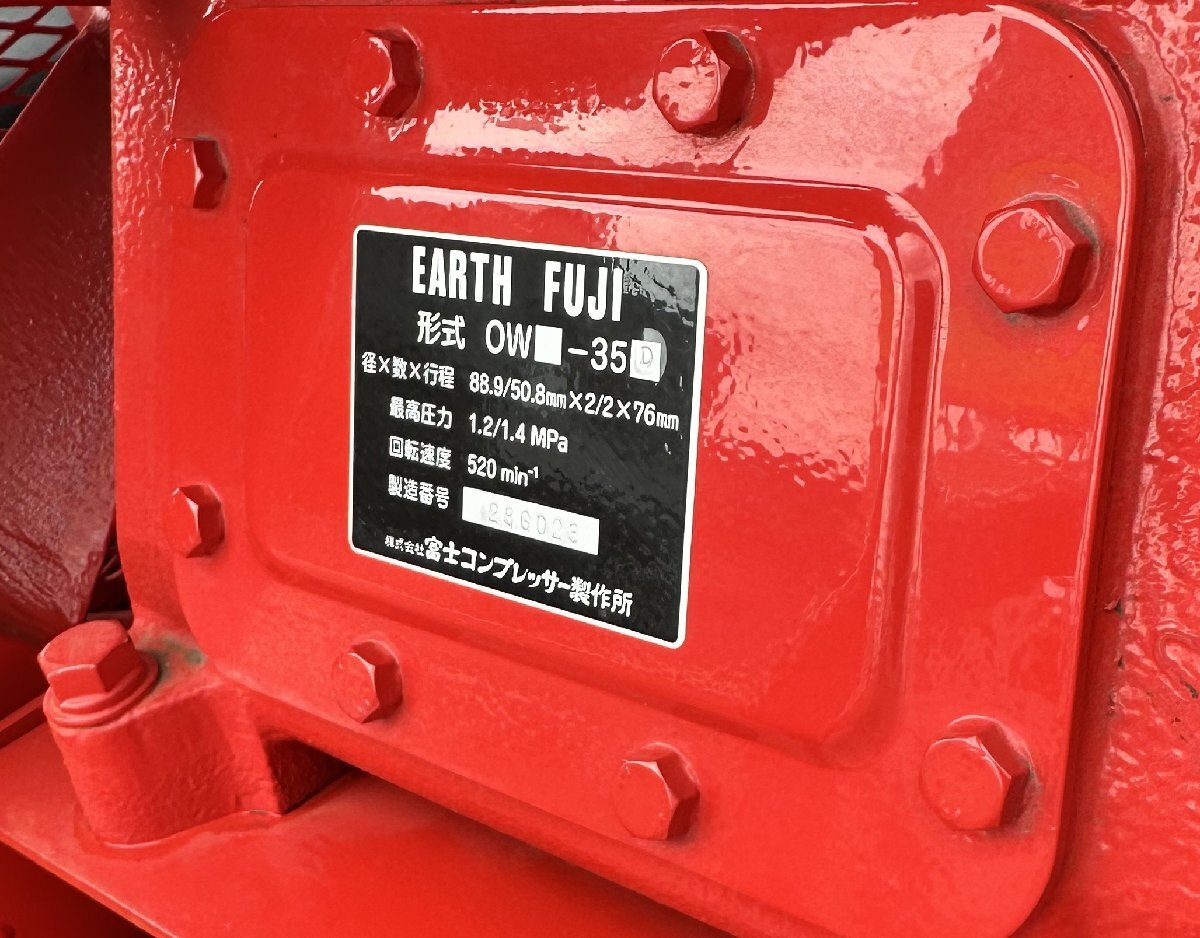 EARTH FUJI
形式 OW -35 D
径×数×行程 88.9/50.8mm×2/2×76mm
最高圧力 1.2/1.4 MPa
回転速度 520 min⁻¹
製造番号
株式会社富士コンプレッサー製作所